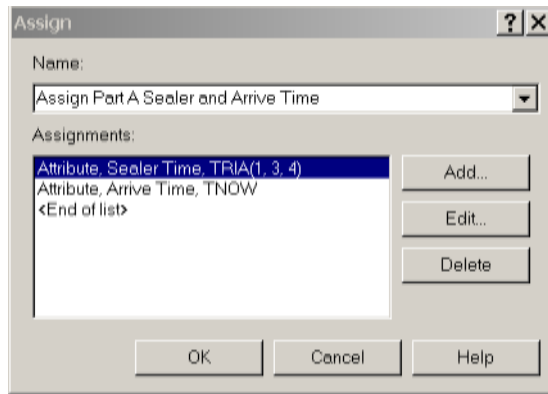 Assign
?
Name:
Assign Part A Sealer and Arrive Time
Assignments:
Attribute, Sealer Time, TRIA(1, 3, 4)
Attribute, Arrive Time, TNOW
<End of list>
Add...
Edit...
Delete
OK
Cancel
Help